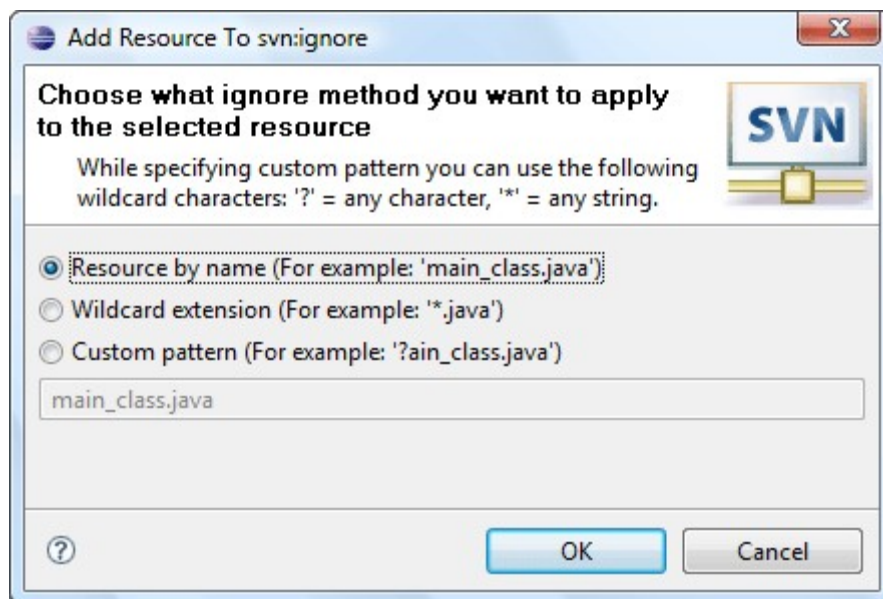 Add Resource To svn:ignore
Choose what ignore method you want to apply
to the selected resource
While specifying custom pattern you can use the following
wildcard characters: '?' = any character, '*' = any string.
SVN
Resource by name (For example: 'main_class.java')
Wildcard extension (For example: '*.java')
Custom pattern (For example: '?ain_class.java')
main_class.java
?
OK
Cancel